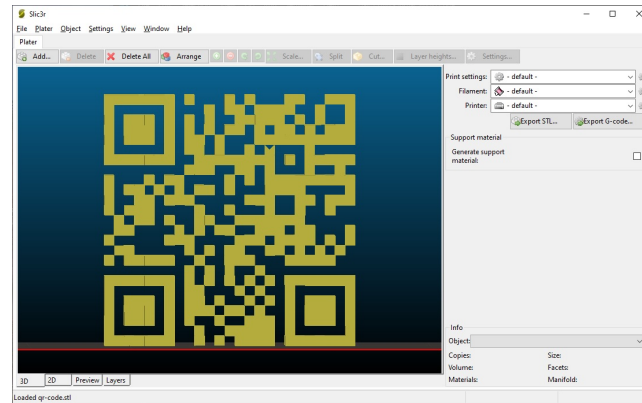 Slic3r
File Plater Object Settings View Window Help
Plater
Add... Delete Delete All Arrange Scale... Split Cut... Layer heights... Settings...
Print settings: - default -
Filament: - default -
Printer: - default -
Export STL... Export G-code...
Support material
Generate support
material:
Info
Object:
Copies: Size:
Volume: Facets:
Materials: Manifold:
3D 2D Preview Layers
Loaded qr-code.stl